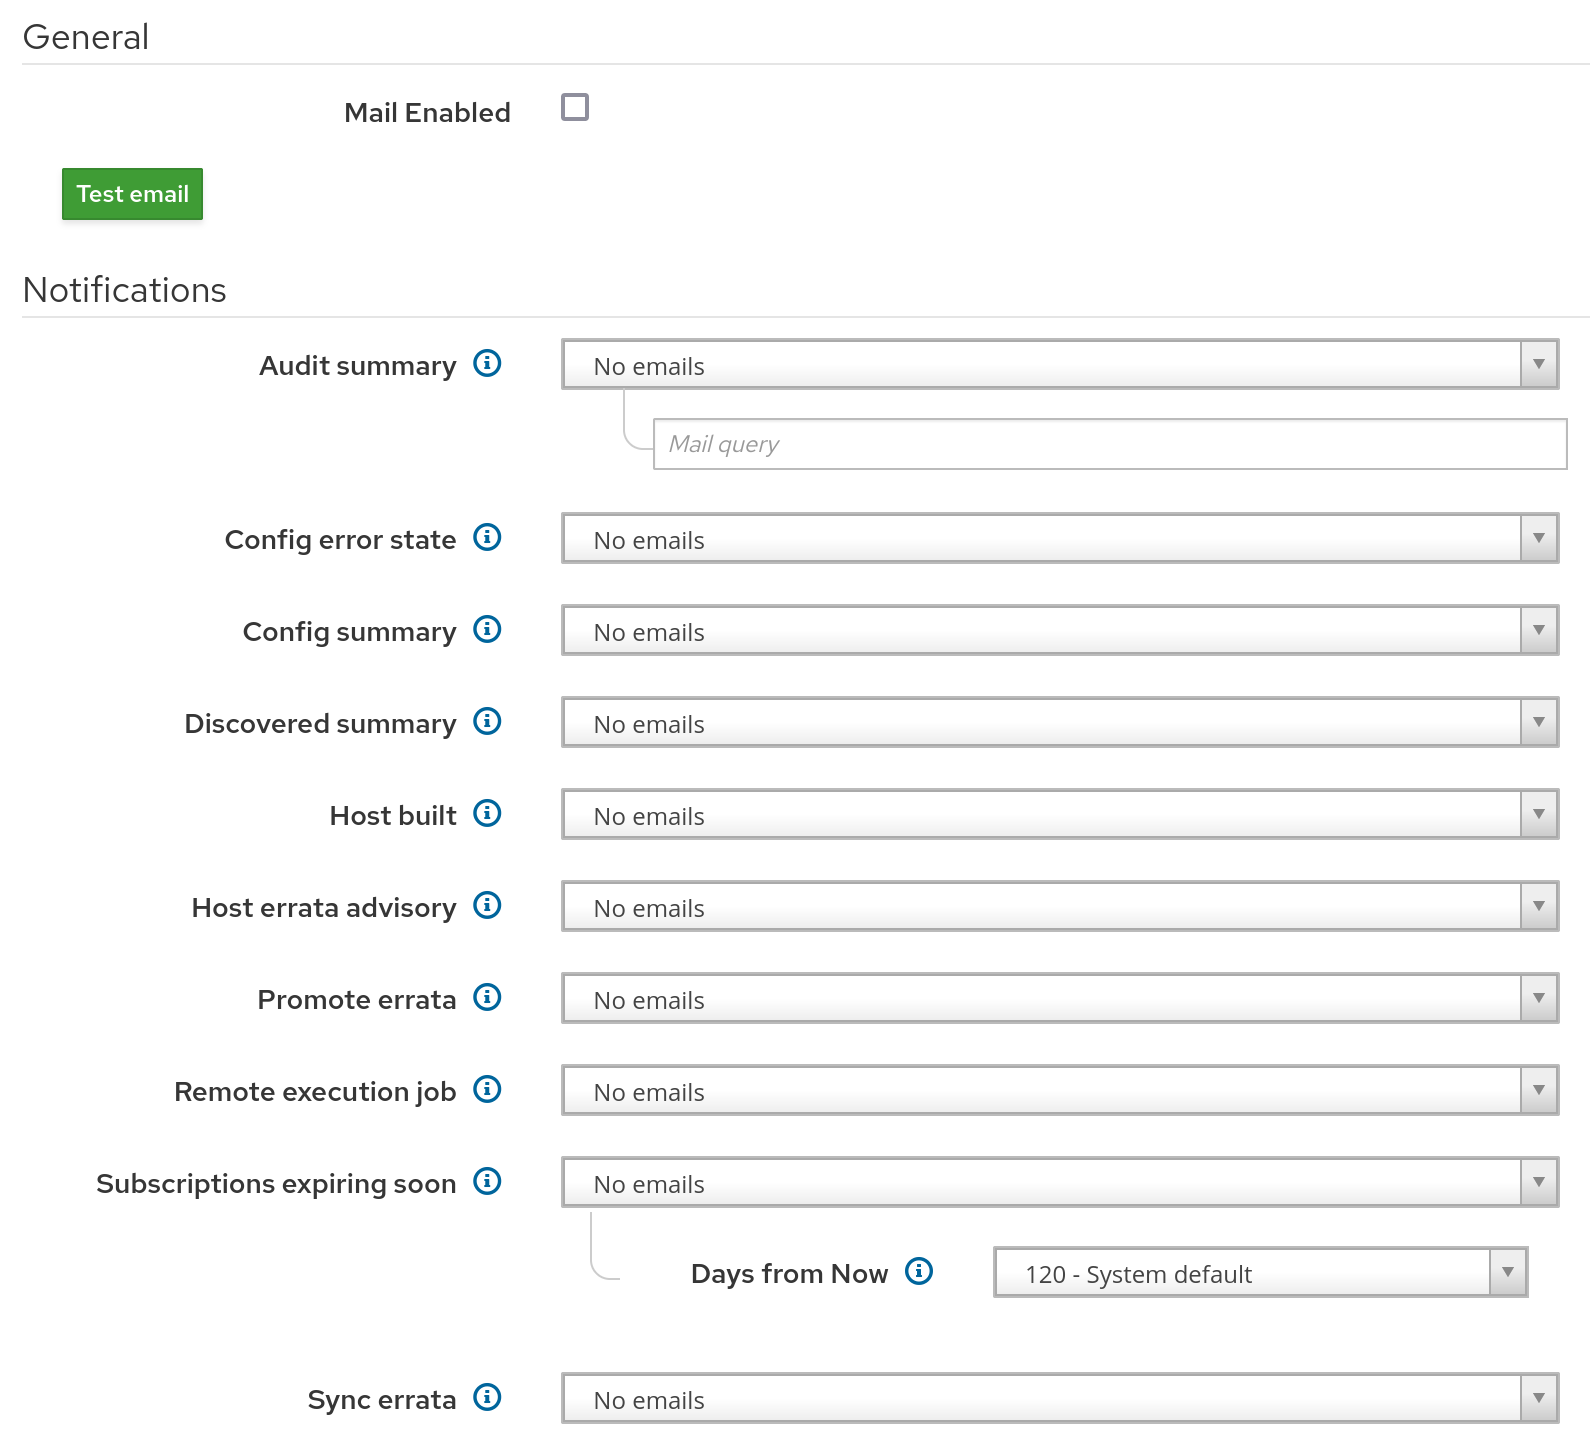 General
Mail Enabled
Test email
Notifications
Audit summary No emails
Mail query
Config error state No emails
Config summary No emails
Discovered summary No emails
Host built No emails
Host errata advisory No emails
Promote errata No emails
Remote execution job No emails
Subscriptions expiring soon No emails
Days from Now 120 - System default
Sync errata No emails